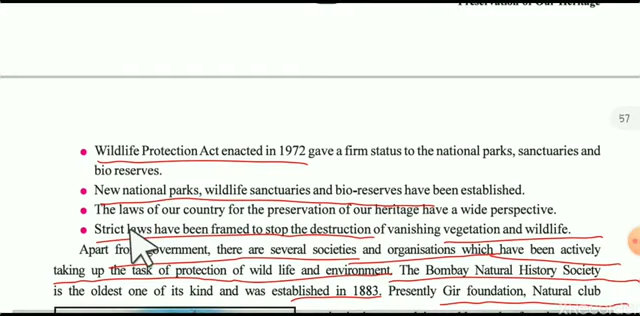 Preservation of Our Heritage
57
• Wildlife Protection Act enacted in 1972 gave a firm status to the national parks, sanctuaries and
bio reserves.
• New national parks, wildlife sanctuaries and bio-reserves have been established.
• The laws of our country for the preservation of our heritage have a wide perspective.
• Strict laws have been framed to stop the destruction of vanishing vegetation and wildlife.
Apart from government, there are several societies and organisations which have been actively
taking up the task of protection of wild life and environment. The Bombay Natural History Society
is the oldest one of its kind and was established in 1883. Presently Gir foundation, Natural club